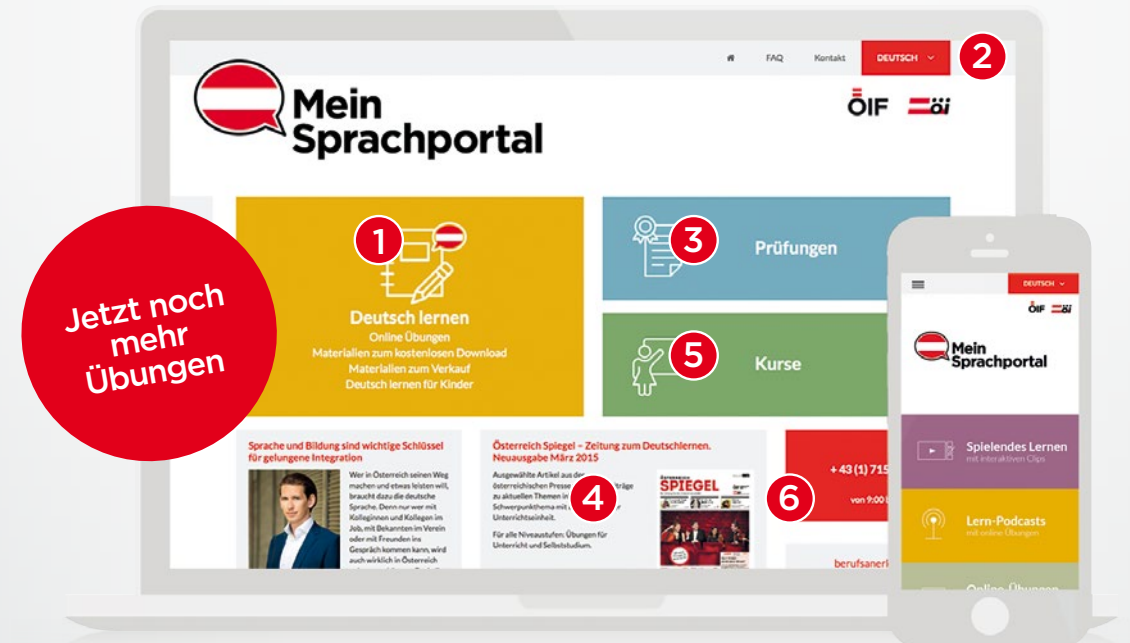 FAQ
Kontakt
DEUTSCH
2
Mein
Sprachportal
ÖIF
öi
Jetzt noch
mehr
Übungen
1
Deutsch lernen
Online Übungen
Materialien zum kostenlosen Download
Materialien zum Verkauf
Deutsch lernen für Kinder
3
Prüfungen
5
Kurse
Sprache und Bildung sind wichtige Schlüssel
für gelungene Integration
Wer in Österreich seinen Weg
machen und etwas leisten will,
braucht dazu die deutsche
Sprache. Denn nur wer mit
Kolleginnen und Kollegen im
Job, mit Bekannten im Verein
oder mit Freunden ins
Gespräch kommen kann, wird
auch wirklich in Österreich
Österreich Spiegel – Zeitung zum Deutschlernen.
Neuausgabe März 2015
Ausgewählte Artikel aus der
österreichischen Presse
zu aktuellen Themen in
Schwerpunktthema mit
Unterrichtseinheit.
Für alle Niveaustufen: Übungen für
Unterricht und Selbststudium.
4
ÖSTERREICH
SPIEGEL
6
+ 43 (1) 715
von 9:00
DEUTSCH
ÖIF
öi
Mein
Sprachportal
Spielendes Lernen
mit interaktiven Clips
Lern-Podcasts
mit online Übungen
Online-Übungen